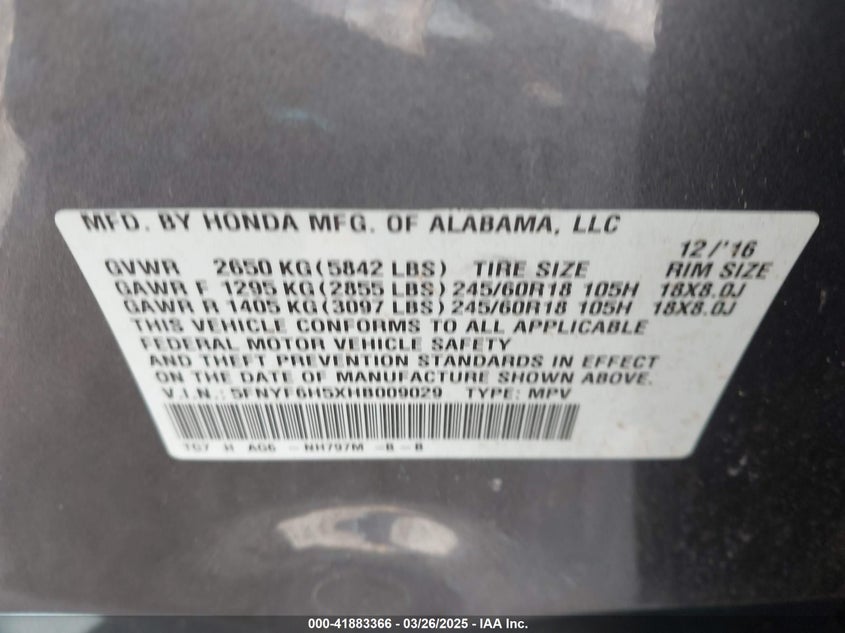 MFD. BY HONDA MFG. OF ALABAMA, LLC
12/'16
GVWR 2650 KG(5842 LBS) TIRE SIZE RIM SIZE
GAWR F 1295 KG(2855 LBS) 245/60R18 105H 18X8.0J
GAWR R 1405 KG(3097 LBS) 245/60R18 105H 18X8.0J
THIS VEHICLE CONFORMS TO ALL APPLICABLE
FEDERAL MOTOR VEHICLE SAFETY
AND THEFT PREVENTION STANDARDS IN EFFECT
ON THE DATE OF MANUFACTURE SHOWN ABOVE.
V.I.N.: 5FNYF6H5XHB009029 TYPE: MPV
TG7 H AG6 - NH797M -B - B
000-41883366 | 03/26/2025 - IAA Inc.